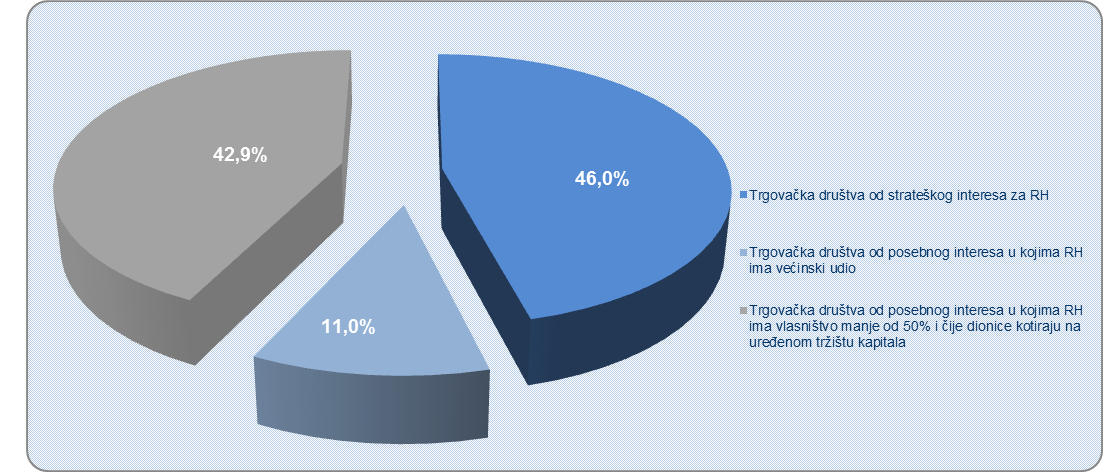 42,9%
46,0%
11,0%
Trgovačka društva od strateškog interesa za RH
Trgovačka društva od posebnog interesa u kojima RH
ima većinski udio
Trgovačka društva od posebnog interesa u kojima RH
ima vlasništvo manje od 50% i čije dionice kotiraju na
uređenom tržištu kapitala